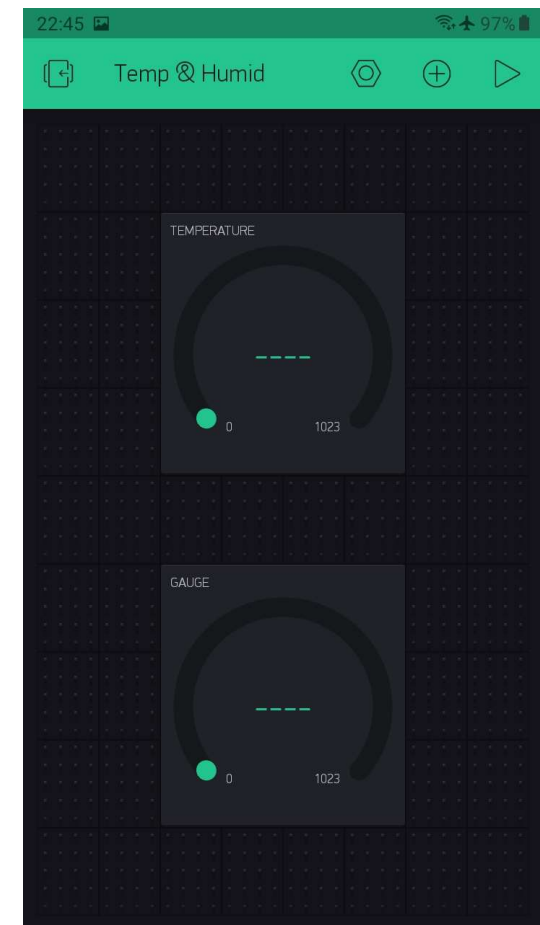 22:45 97%
Temp & Humid
TEMPERATURE
----
0 1023
GAUGE
----
0 1023